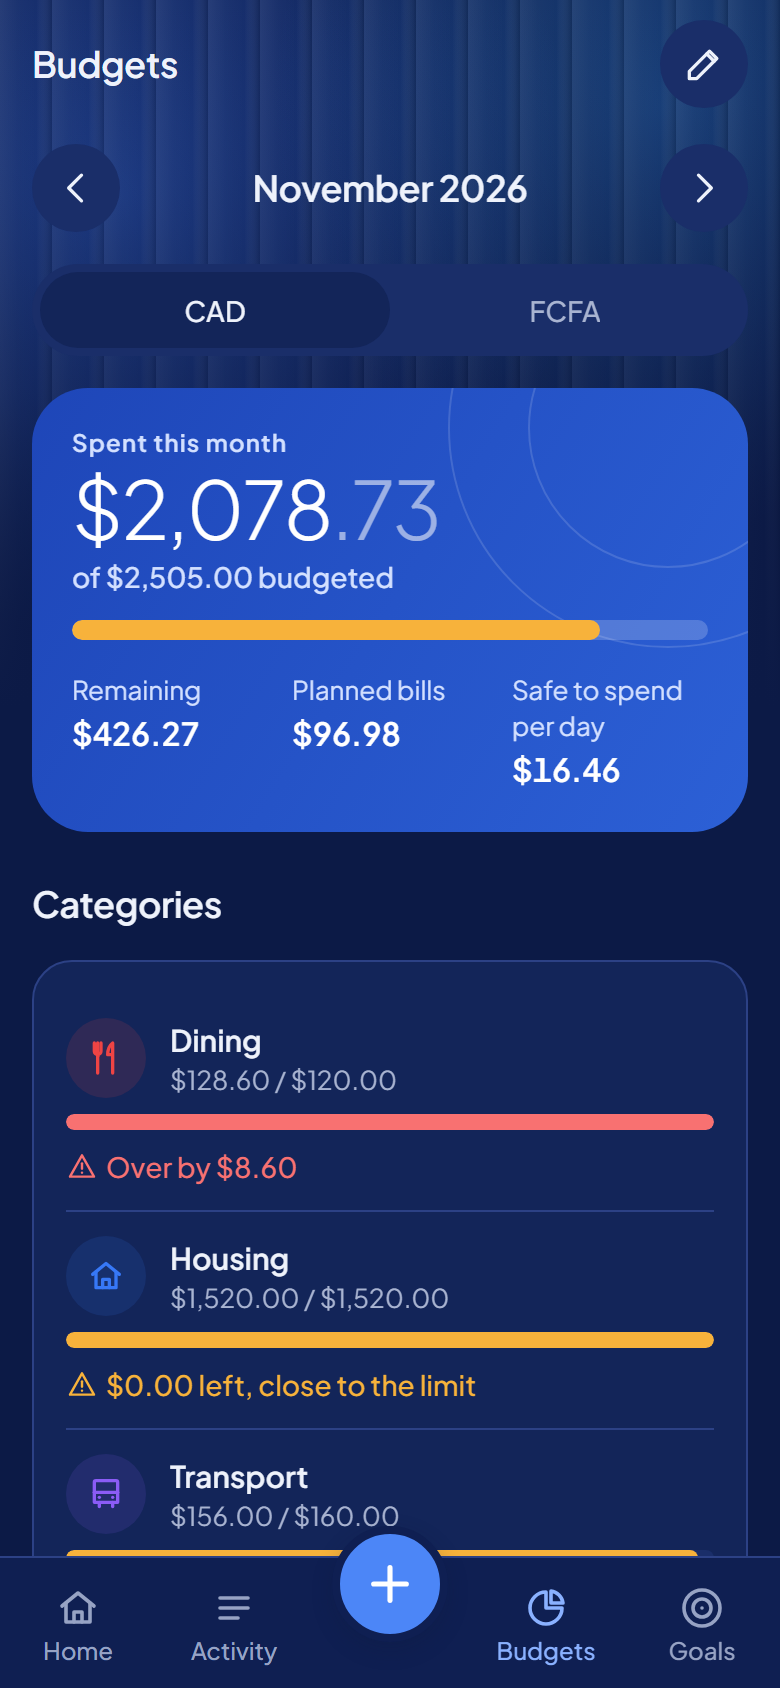 Budgets
November 2026
CAD
FCFA
Spent this month
$2,078.73
of $2,505.00 budgeted
Remaining
$426.27
Planned bills
$96.98
Safe to spend
per day
$16.46
Categories
Dining
$128.60 / $120.00
Over by $8.60
Housing
$1,520.00 / $1,520.00
$0.00 left, close to the limit
Transport
$156.00 / $160.00
Home
Activity
Budgets
Goals